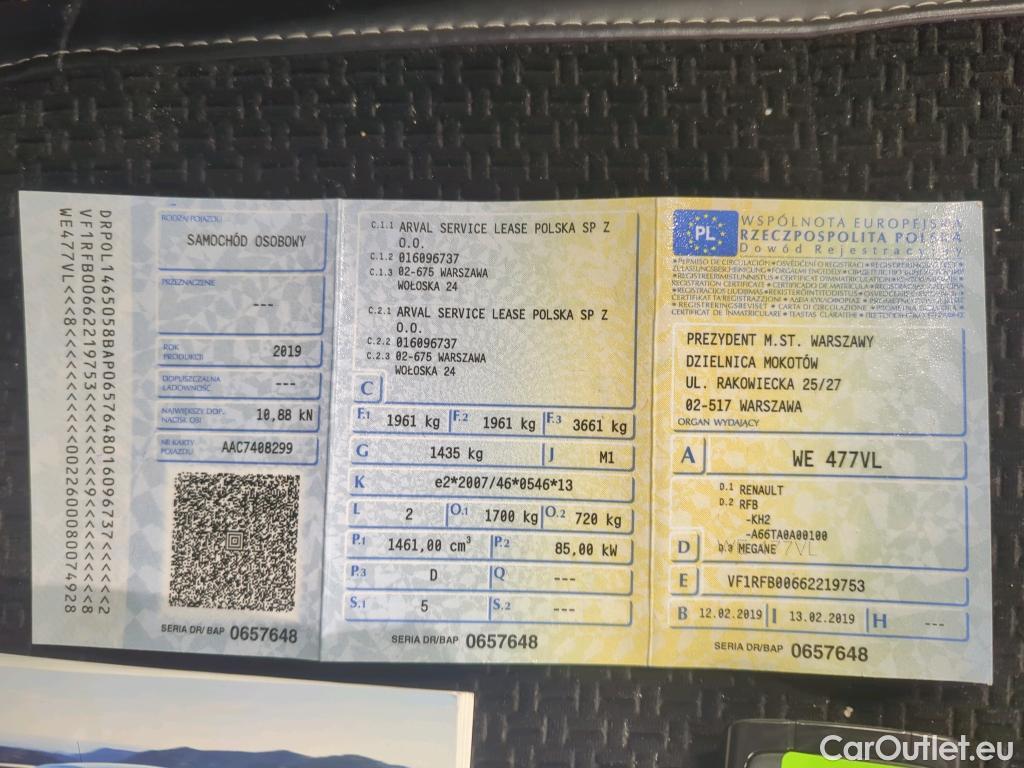 DRPOL1465058BAP0657648016096737<<<<<<2
VF1RFB00662219753<<<<<<<<9<<<<<<<<<<8
WE477VL<<<8<<<<<<<<<<<<0022600080074928
RODZAJ POJAZDU
SAMOCHÓD OSOBOWY
PRZEZNACZENIE
---
ROK PRODUKCJI 2019
DOPUSZCZALNA ŁADOWNOŚĆ ---
NAJWIĘKSZY DOP. NACISK OSI 10,88 kN
NR KARTY POJAZDU AAC7408299
SERIA DR/BAP 0657648
C.1.1 ARVAL SERVICE LEASE POLSKA SP Z
O.O.
C.1.2 016096737
C.1.3 02-675 WARSZAWA
WOŁOSKA 24
C.2.1 ARVAL SERVICE LEASE POLSKA SP Z
O.O.
C.2.2 016096737
C.2.3 02-675 WARSZAWA
WOŁOSKA 24
C
F.1 1961 kg F.2 1961 kg F.3 3661 kg
G 1435 kg J M1
K e2*2007/46*0546*13
L 2 O.1 1700 kg O.2 720 kg
P.1 1461,00 cm³ P.2 85,00 kW
P.3 D Q ---
S.1 5 S.2 ---
SERIA DR/BAP 0657648
PL
WSPÓLNOTA EUROPEJSKA
RZECZPOSPOLITA POLSKA
Dowód Rejestracyjny
PREZYDENT M.ST. WARSZAWY
DZIELNICA MOKOTÓW
UL. RAKOWIECKA 25/27
02-517 WARSZAWA
ORGAN WYDAJĄCY
A WE 477VL
D.1 RENAULT
D.2 RFB
-KH2
-A66TA0A00100
D D.3 MEGANE
E VF1RFB00662219753
B 12.02.2019 I 13.02.2019 H ---
SERIA DR/BAP 0657648
CarOutlet.eu